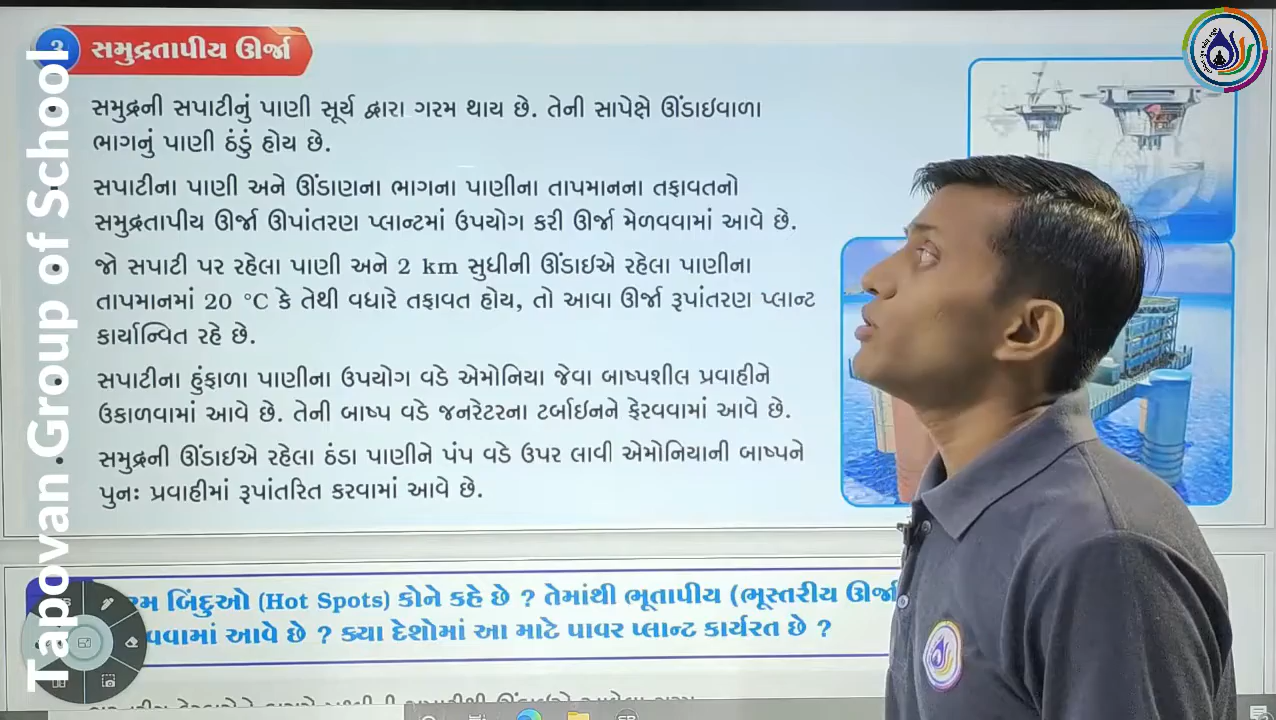 3 સમુદ્રતાપીય ઊર્જા
સમુદ્રની સપાટીનું પાણી સૂર્ય દ્વારા ગરમ થાય છે. તેની સાપેક્ષે ઊંડાઇવાળા
ભાગનું પાણી ઠંડું હોય છે.
સપાટીના પાણી અને ઊંડાણના ભાગના પાણીના તાપમાનના તફાવતનો
સમુદ્રતાપીય ઊર્જા ઊપાંતરણ પ્લાન્ટમાં ઉપયોગ કરી ઊર્જા મેળવવામાં આવે છે.
જો સપાટી પર રહેલા પાણી અને 2 km સુધીની ઊંડાઇએ રહેલા પાણીના
તાપમાનમાં 20 °C કે તેથી વધારે તફાવત હોય, તો આવા ઊર્જા રૂપાંતરણ પ્લાન્ટ
કાર્યાન્વિત રહે છે.
સપાટીના હુંફાળા પાણીના ઉપયોગ વડે એમોનિયા જેવા બાષ્પશીલ પ્રવાહીને
ઉકાળવામાં આવે છે. તેની બાષ્પ વડે જનરેટરના ટર્બાઇનને ફેરવવામાં આવે છે.
સમુદ્રની ઊંડાઇએ રહેલા ઠંડા પાણીને પંપ વડે ઉપર લાવી એમોનિયાની બાષ્પને
પુનઃ પ્રવાહીમાં રૂપાંતરિત કરવામાં આવે છે.
બિંદુઓ (Hot Spots) કોને કહે છે ? તેમાંથી ભૂતાપીય (ભૂસ્તરીય ઊર્જા
આવે છે ? ક્યા દેશોમાં આ માટે પાવર પ્લાન્ટ કાર્યરત છે ?
Tapovan Group of School